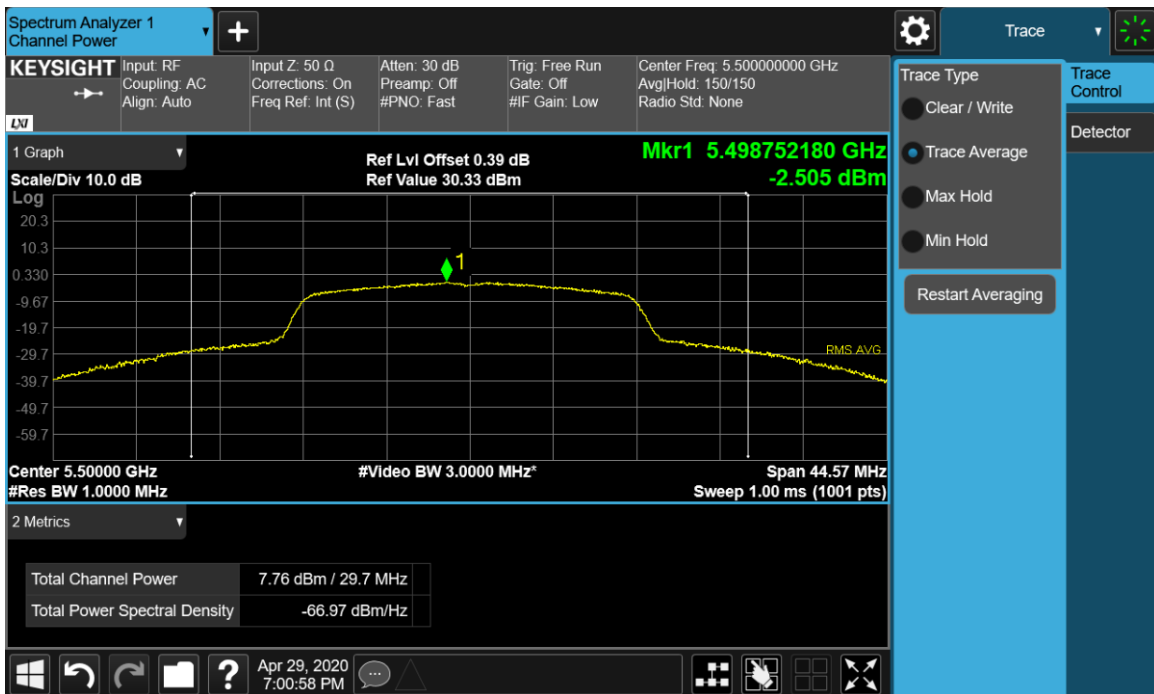 Spectrum Analyzer 1
Channel Power
+
Trace
KEYSIGHT
LXI
Input: RF
Coupling: AC
Align: Auto
Input Z: 50 Ω
Corrections: On
Freq Ref: Int (S)
Atten: 30 dB
Preamp: Off
#PNO: Fast
Trig: Free Run
Gate: Off
#IF Gain: Low
Center Freq: 5.500000000 GHz
Avg|Hold: 150/150
Radio Std: None
Trace Type
Clear / Write
Trace Average
Max Hold
Min Hold
Restart Averaging
Trace
Control
Detector
1 Graph
Scale/Div 10.0 dB
Ref Lvl Offset 0.39 dB
Ref Value 30.33 dBm
Mkr1 5.498752180 GHz
-2.505 dBm
Log
20.3
10.3
0.330
-9.67
-19.7
-29.7
-39.7
-49.7
-59.7
1
RMS AVG
Center 5.50000 GHz
#Res BW 1.0000 MHz
#Video BW 3.0000 MHz*
Span 44.57 MHz
Sweep 1.00 ms (1001 pts)
2 Metrics
Total Channel Power 7.76 dBm / 29.7 MHz
Total Power Spectral Density -66.97 dBm/Hz
?
Apr 29, 2020
7:00:58 PM